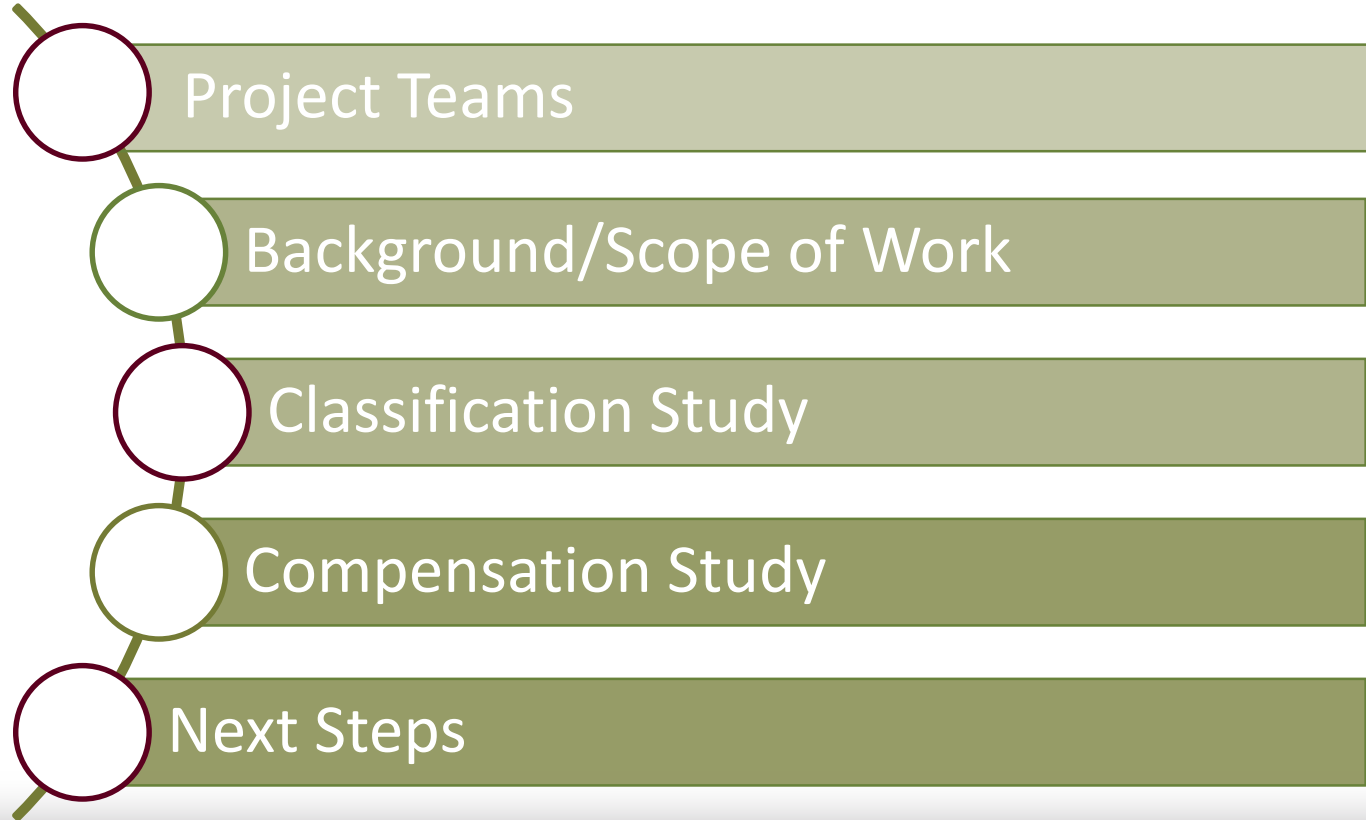 Project Teams
Background/Scope of Work
Classification Study
Compensation Study
Next Steps